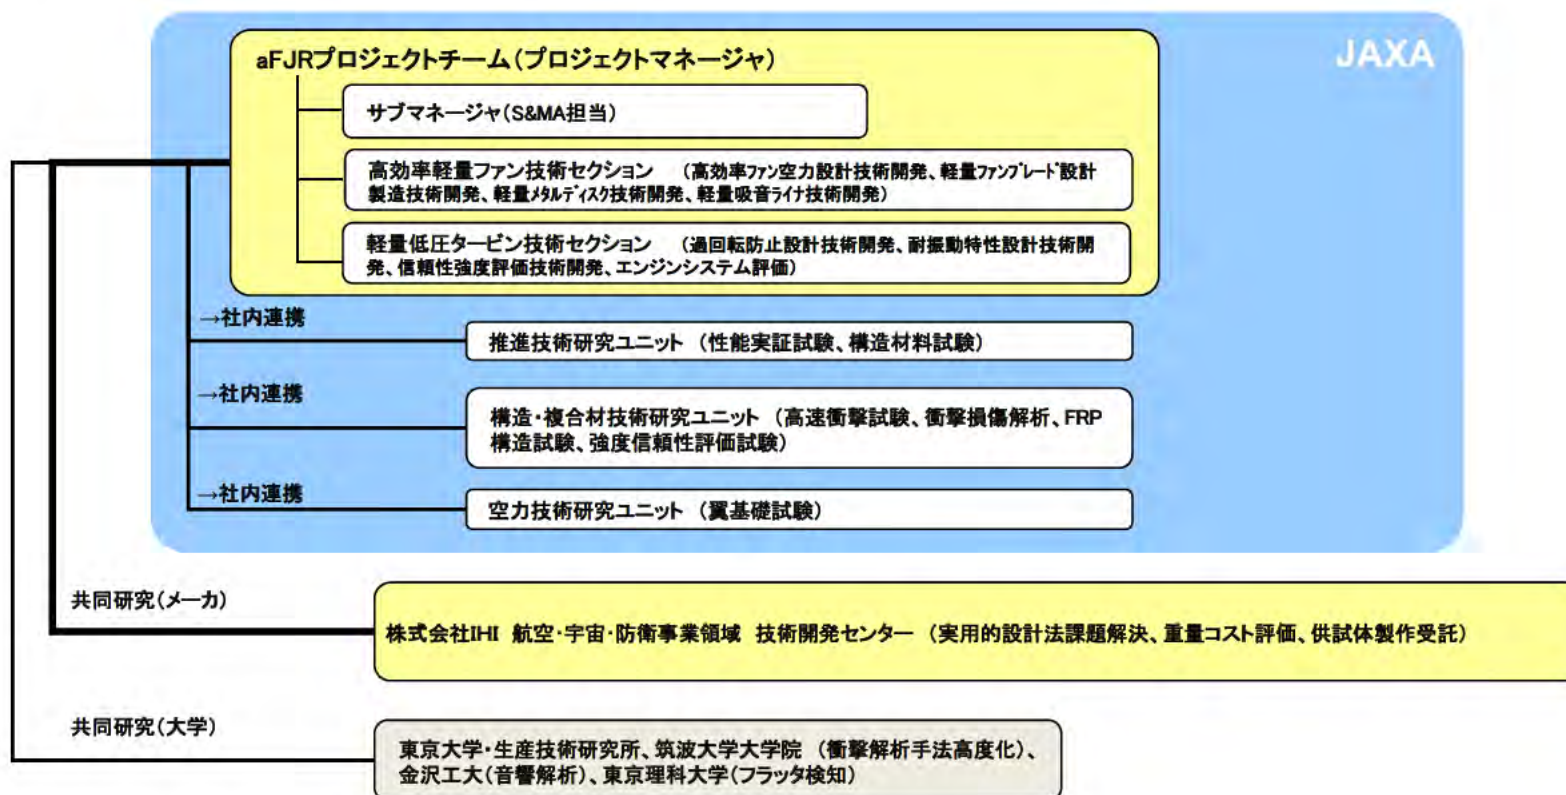 JAXA
aFJRプロジェクトチーム(プロジェクトマネージャ)
サブマネージャ(S&MA担当)
高効率軽量ファン技術セクション (高効率ファン空力設計技術開発、軽量ファンブレード設計
製造技術開発、軽量メタルディスク技術開発、軽量吸音ライナ技術開発)
軽量低圧タービン技術セクション (過回転防止設計技術開発、耐振動特性設計技術開
発、信頼性強度評価技術開発、エンジンシステム評価)
→社内連携
推進技術研究ユニット (性能実証試験、構造材料試験)
→社内連携
構造・複合材技術研究ユニット (高速衝撃試験、衝撃損傷解析、FRP
構造試験、強度信頼性評価試験)
→社内連携
空力技術研究ユニット (翼基礎試験)
共同研究(メーカ)
株式会社IHI 航空・宇宙・防衛事業領域 技術開発センター (実用的設計法課題解決、重量コスト評価、供試体製作受託)
共同研究(大学)
東京大学・生産技術研究所、筑波大学大学院 (衝撃解析手法高度化)、
金沢工大(音響解析)、東京理科大学(フラッタ検知)